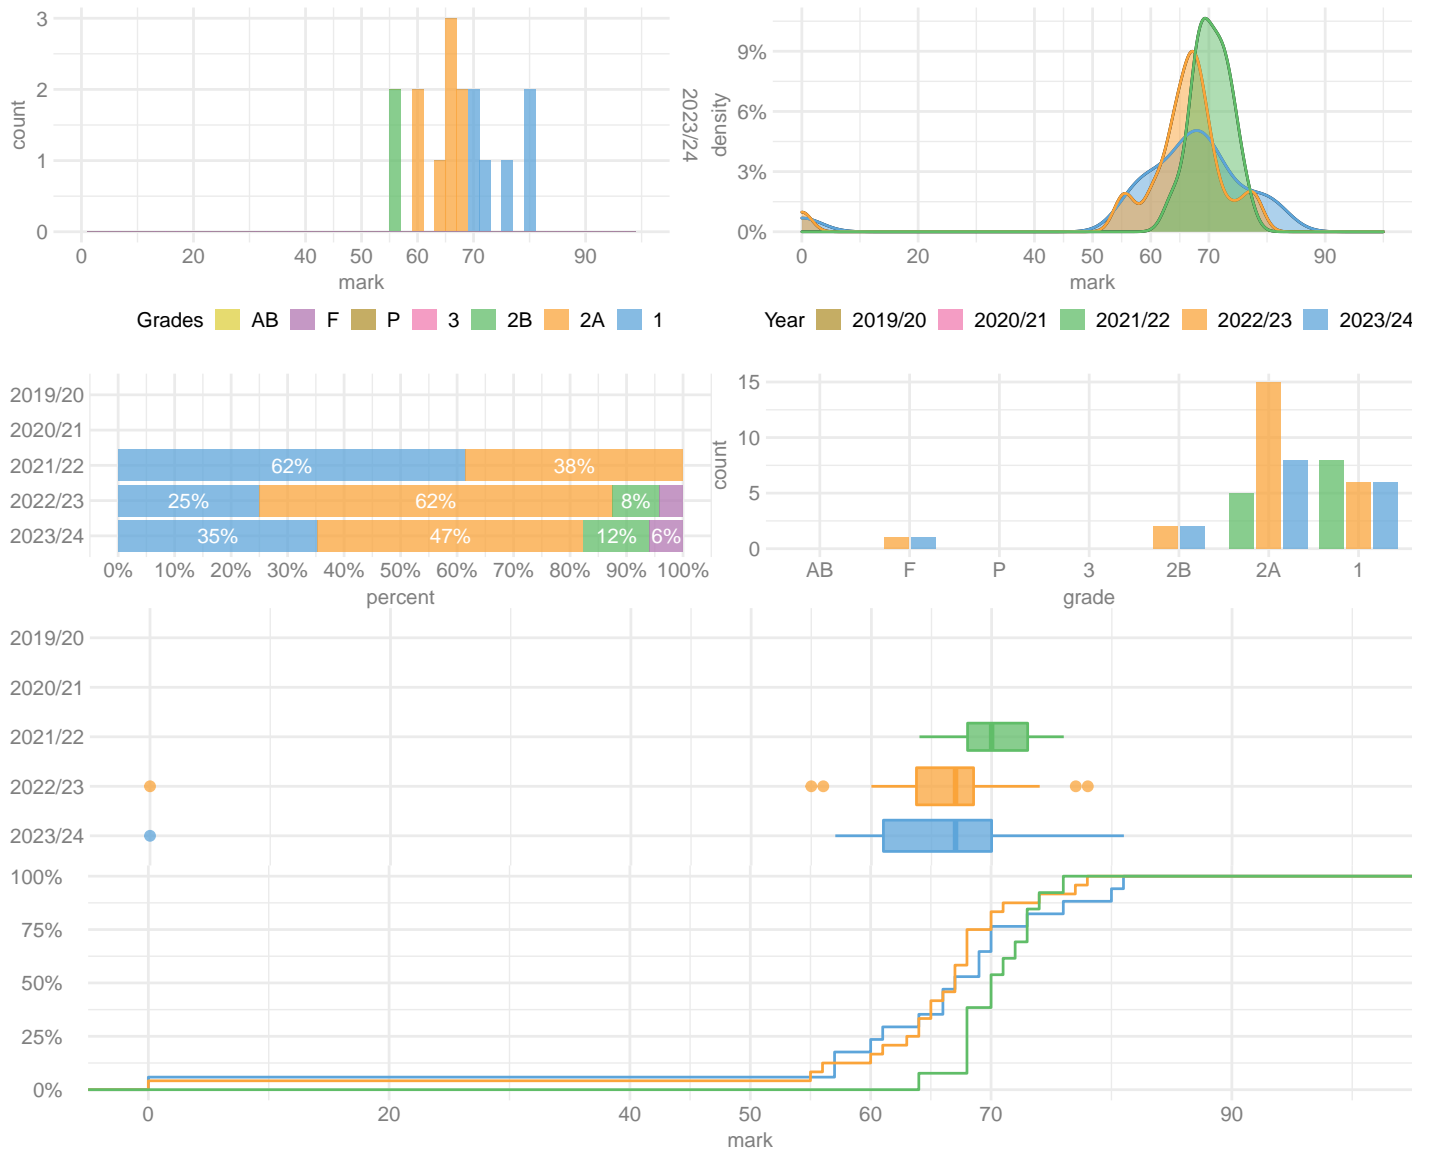 3
2
1
0
count
0
20
40
50
60
70
90
mark
2023/24
9%
6%
3%
0%
density
0
20
40
50
60
70
90
mark
Grades AB F P 3 2B 2A 1
Year 2019/20 2020/21 2021/22 2022/23 2023/24
2019/20
2020/21
2021/22 62% 38%
2022/23 25% 62% 8%
2023/24 35% 47% 12% 6%
0% 10% 20% 30% 40% 50% 60% 70% 80% 90% 100%
percent
15
10
5
0
count
AB F P 3 2B 2A 1
grade
2019/20
2020/21
2021/22
2022/23
2023/24
100%
75%
50%
25%
0%
0 20 40 50 60 70 90
mark